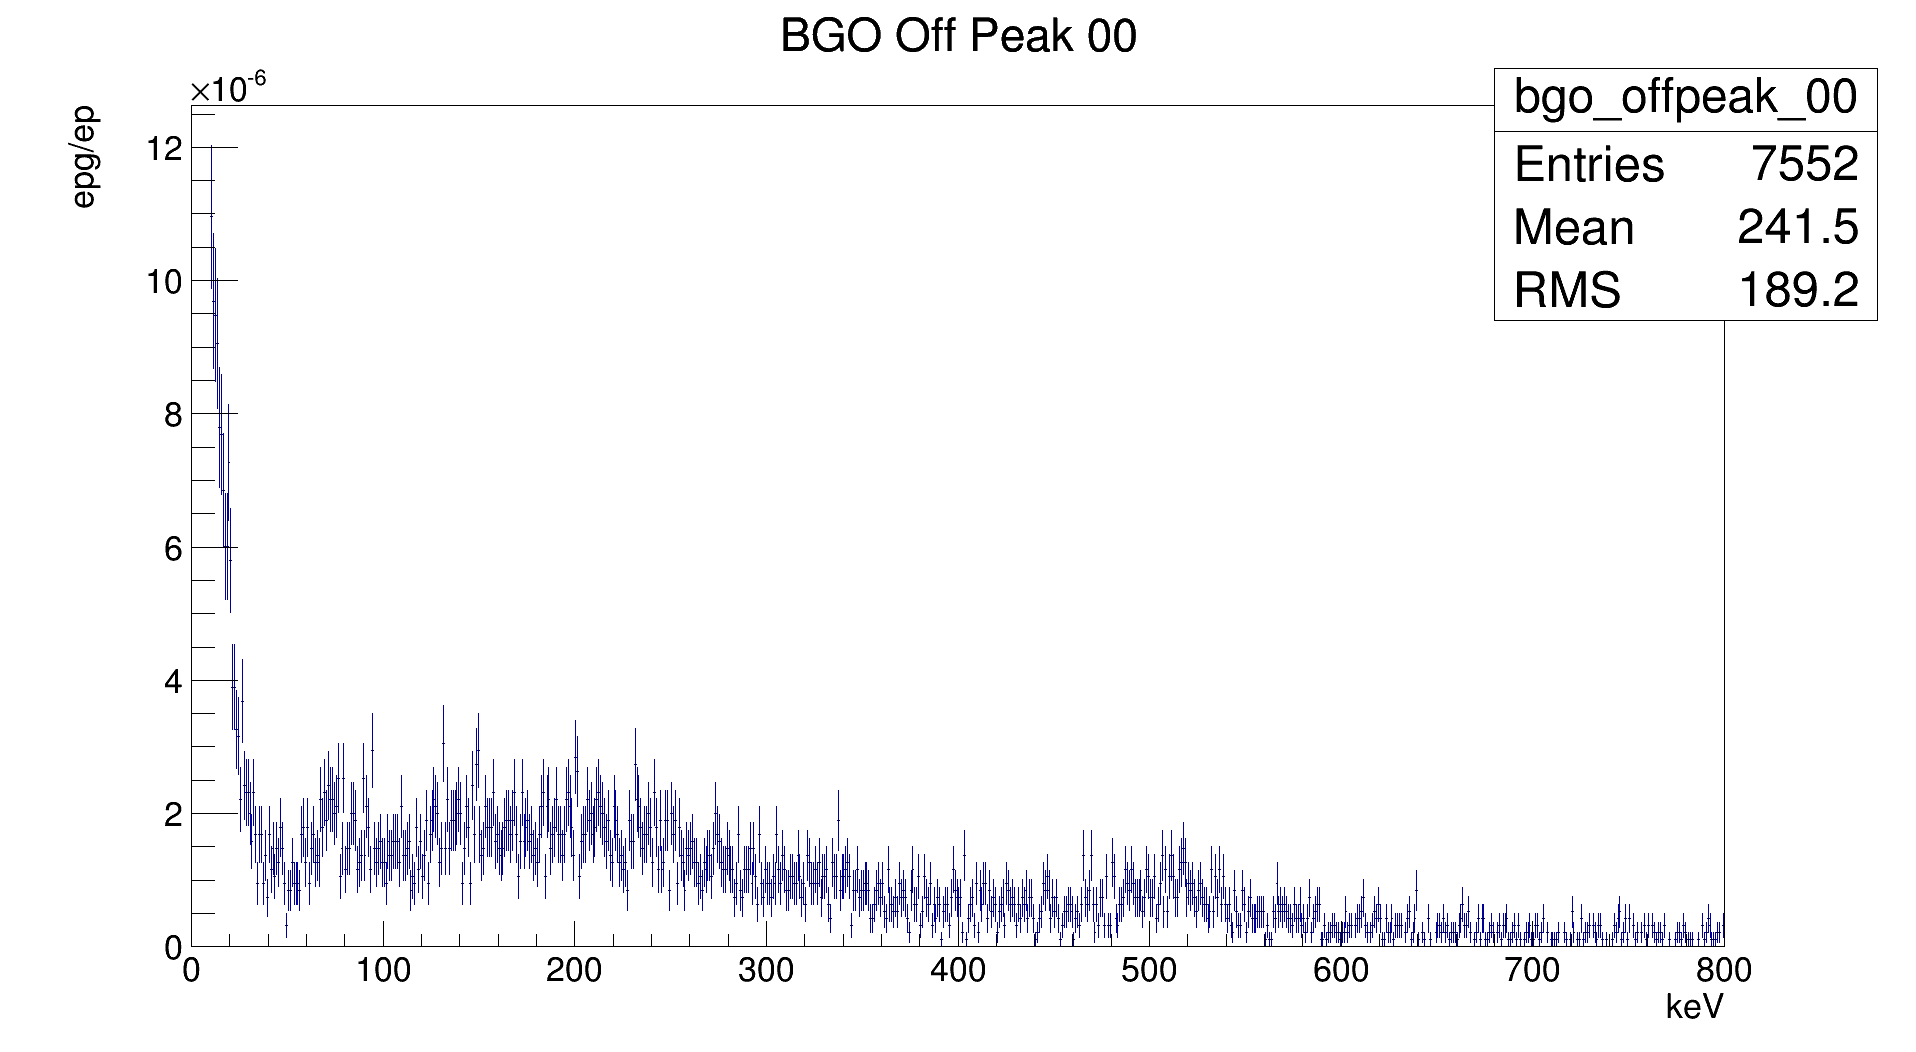 BGO Off Peak 00
×10-6
epg/ep
bgo_offpeak_00
Entries 7552
Mean 241.5
RMS 189.2
12
10
8
6
4
2
0
0 100 200 300 400 500 600 700 800
keV